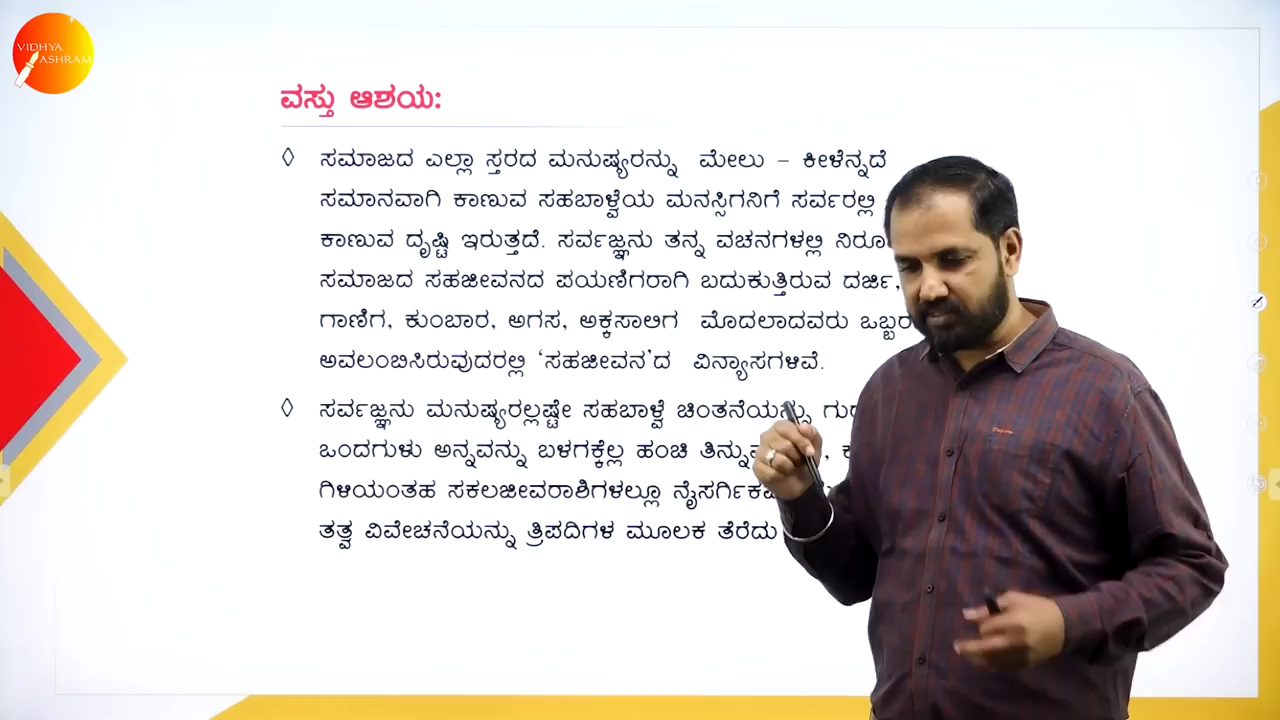 VIDHYA
ASHRAM
ವಸ್ತು ಆಶಯ:
ಸಮಾಜದ ಎಲ್ಲಾ ಸ್ತರದ ಮನುಷ್ಯರನ್ನು ಮೇಲು – ಕೀಳೆನ್ನದೆ
ಸಮಾನವಾಗಿ ಕಾಣುವ ಸಹಬಾಳ್ವೆಯ ಮನಸ್ಸಿಗನಿಗೆ ಸರ್ವರಲ್ಲಿ
ಕಾಣುವ ದೃಷ್ಟಿ ಇರುತ್ತದೆ. ಸರ್ವಜ್ಞನು ತನ್ನ ವಚನಗಳಲ್ಲಿ
ಸಮಾಜದ ಸಹಜೀವನದ ಪಯಣಿಗರಾಗಿ ಬದುಕುತ್ತಿರುವ ದರ್ಜಿ,
ಗಾಣಿಗ, ಕುಂಬಾರ, ಅಗಸ, ಅಕ್ಕಸಾಲಿಗ ಮೊದಲಾದವರು
ಅವಲಂಬಿಸಿರುವುದರಲ್ಲಿ ‘ಸಹಜೀವನ’ದ ವಿನ್ಯಾಸಗಳಿವೆ.
ಸರ್ವಜ್ಞನು ಮನುಷ್ಯರಲ್ಲಷ್ಟೇ ಸಹಬಾಳ್ವೆ ಚಿಂತನೆಯನ್ನು
ಒಂದಗುಳು ಅನ್ನವನ್ನು ಬಳಗಕ್ಕೆಲ್ಲ ಹಂಚಿ
ಗಿಳಿಯಂತಹ ಸಕಲಜೀವರಾಶಿಗಳಲ್ಲೂ
ತತ್ವ ವಿವೇಚನೆಯನ್ನು ತ್ರಿಪದಿಗಳ ಮೂಲಕ ತೆರೆದು